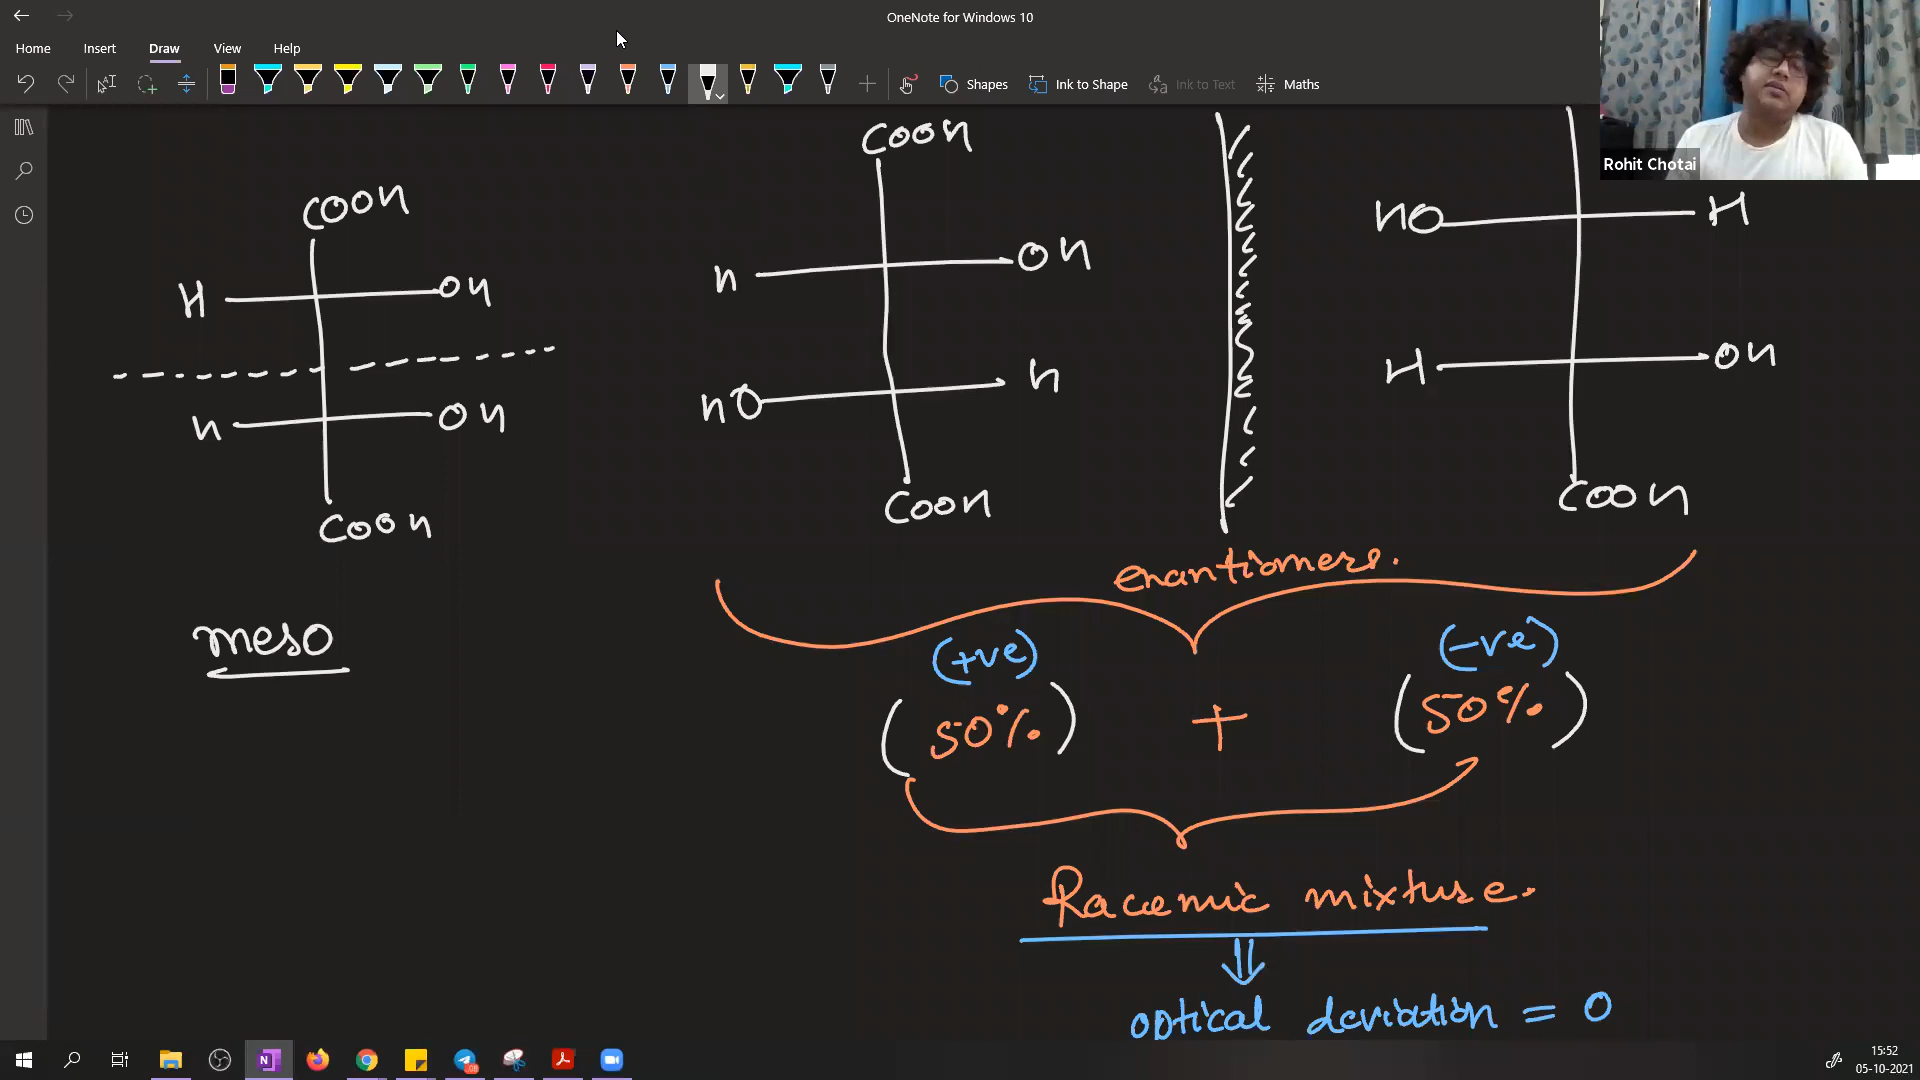 OneNote for Windows 10
Home Insert Draw View Help
Shapes Ink to Shape Ink to Text Maths
Rohit Chotai
COOH
H OH
H OH
COOH
meso
COOH
H OH
HO H
COOH
HO H
H OH
COOH
enantiomers.
(+ve) (-ve)
(50%) + (50%)
Racemic mixture.
optical deviation = 0
15:52
05-10-2021